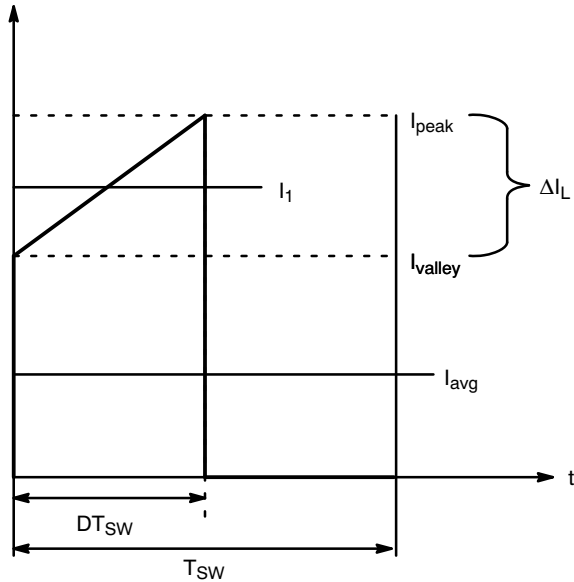 I_peak
ΔI_L
I_1
I_valley
I_avg
t
DT_SW
T_SW